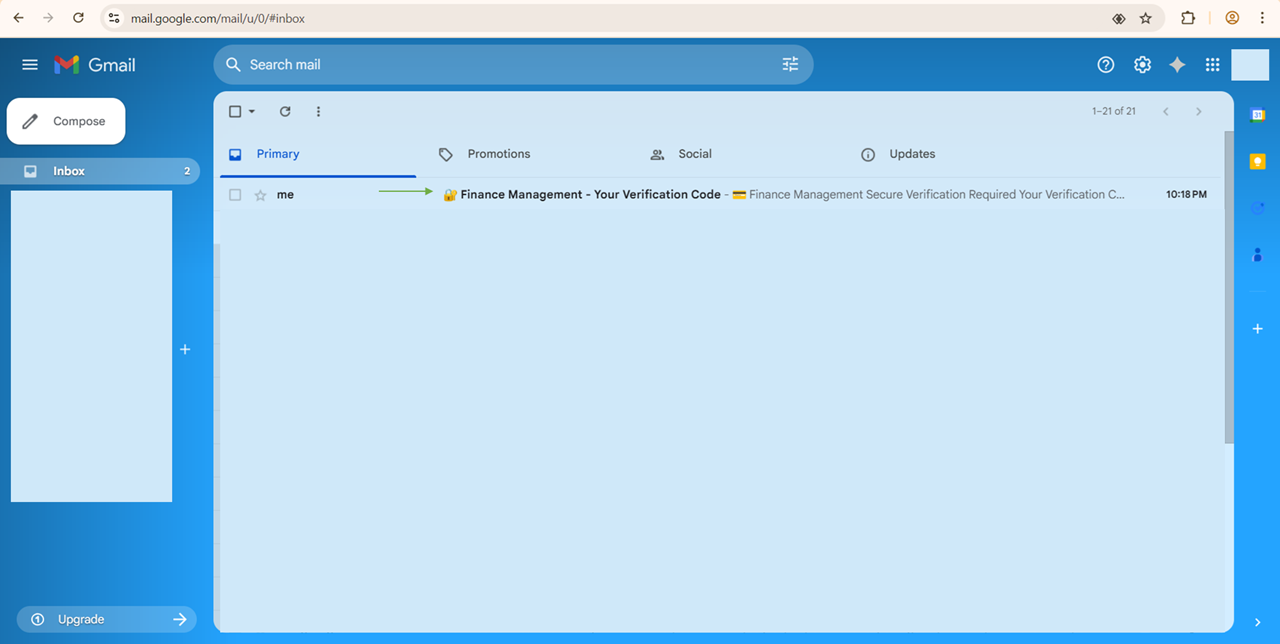 mail.google.com/mail/u/0/#inbox
Gmail
Search mail
Compose
1–21 of 21
31
Inbox 2
Primary Promotions Social Updates
me 🔐 Finance Management - Your Verification Code - 💳 Finance Management Secure Verification Required Your Verification C... 10:18 PM
Upgrade